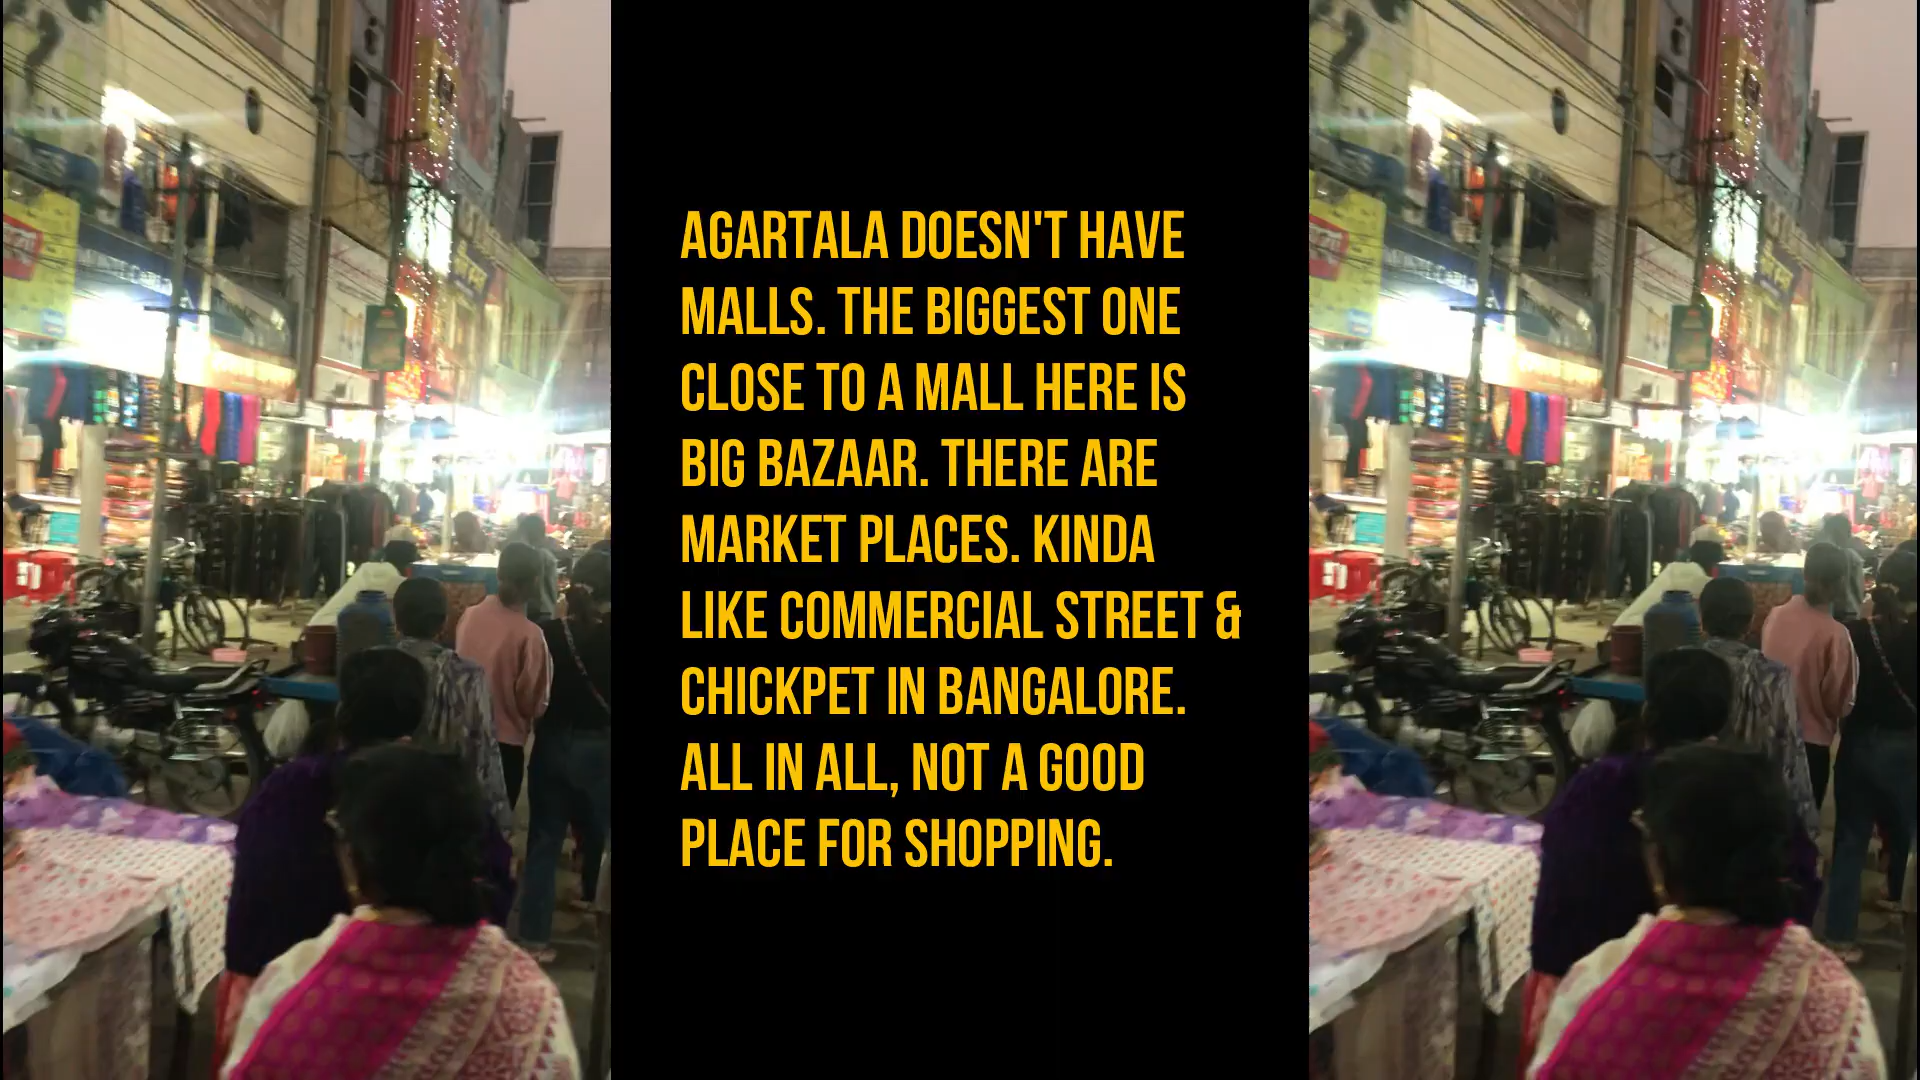 AGARTALA DOESN'T HAVE
MALLS. THE BIGGEST ONE
CLOSE TO A MALL HERE IS
BIG BAZAAR. THERE ARE
MARKET PLACES. KINDA
LIKE COMMERCIAL STREET &
CHICKPET IN BANGALORE.
ALL IN ALL, NOT A GOOD
PLACE FOR SHOPPING.